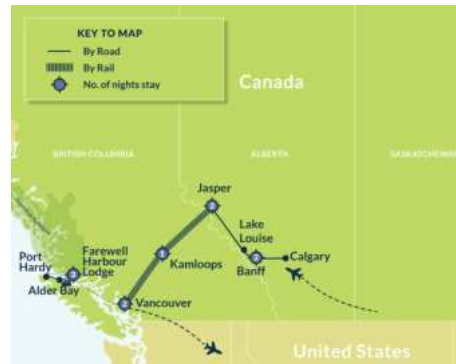 KEY TO MAP
By Road
By Rail
No. of nights stay
Canada
BRITISH COLUMBIA
ALBERTA
SASKATCHEWAN
Jasper
Lake
Louise
Banff
Calgary
Kamloops
Port
Hardy
Farewell
Harbour
Lodge
Alder Bay
Vancouver
United States